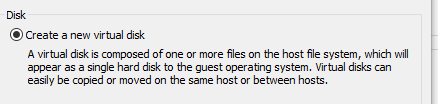 Disk
Create a new virtual disk
A virtual disk is composed of one or more files on the host file system, which will
appear as a single hard disk to the guest operating system. Virtual disks can
easily be copied or moved on the same host or between hosts.